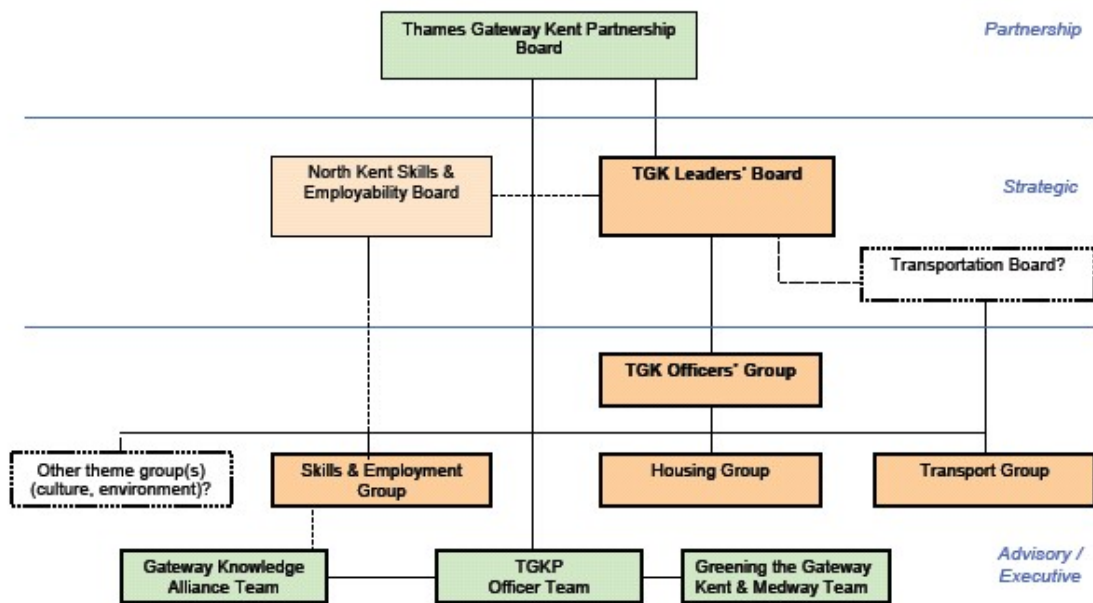 Thames Gateway Kent Partnership
Board
Partnership
North Kent Skills &
Employability Board
TGK Leaders' Board
Strategic
Transportation Board?
TGK Officers' Group
Other theme group(s)
(culture, environment)?
Skills & Employment
Group
Housing Group
Transport Group
Gateway Knowledge
Alliance Team
TGKP
Officer Team
Greening the Gateway
Kent & Medway Team
Advisory /
Executive